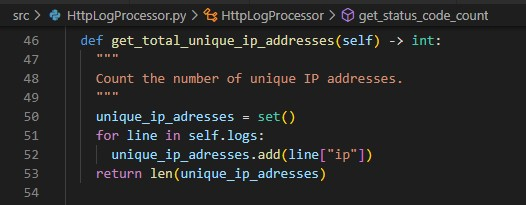 src > HttpLogProcessor.py > HttpLogProcessor > get_status_code_count
46 def get_total_unique_ip_addresses(self) -> int:
47 """
48 Count the number of unique IP addresses.
49 """
50 unique_ip_adresses = set()
51 for line in self.logs:
52 unique_ip_adresses.add(line["ip"])
53 return len(unique_ip_adresses)
54